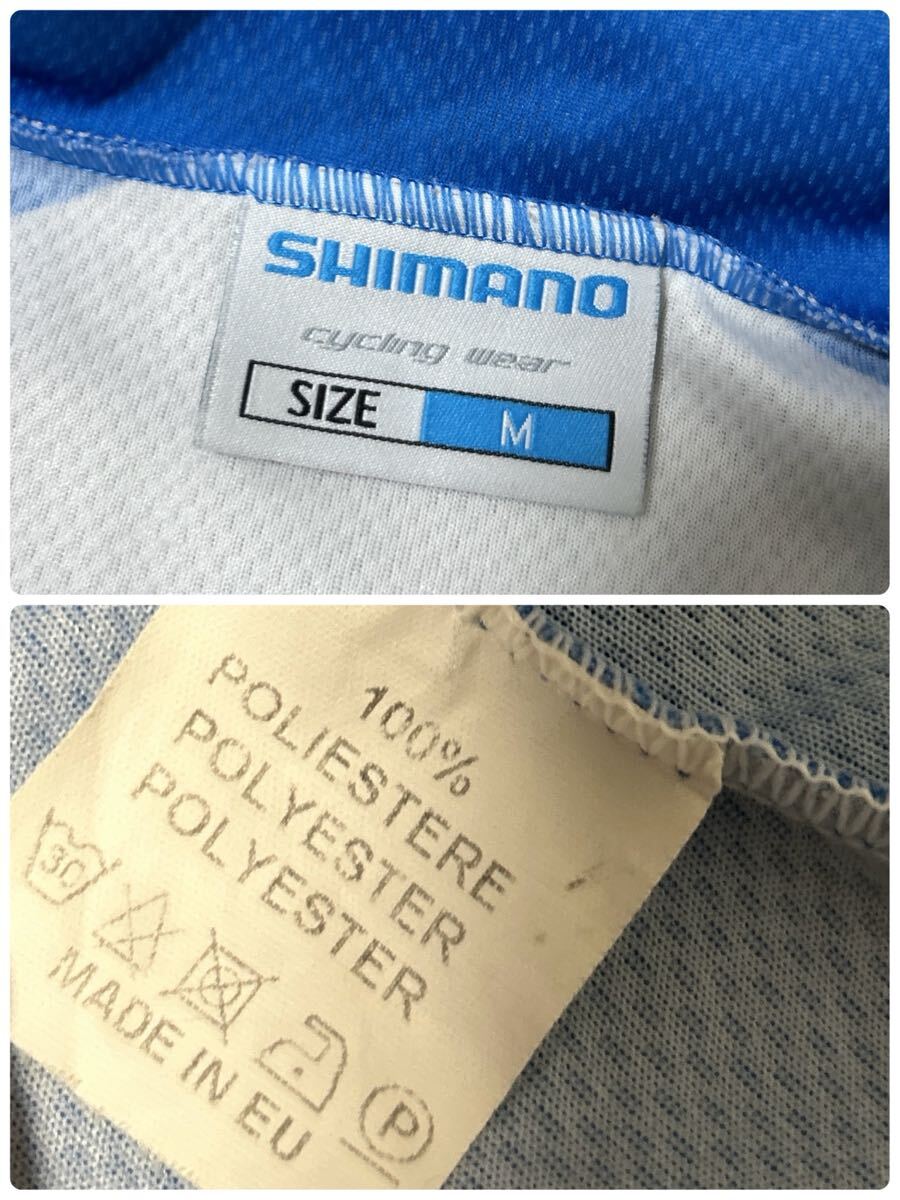 SHIMANO
cycling wear
SIZE M
100%
POLIESTERE
POLYESTER
POLYESTER
30
P
MADE IN EU